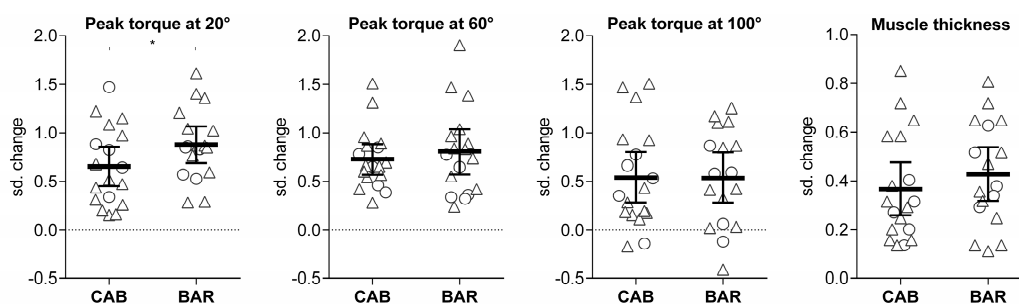 Peak torque at 20°
Peak torque at 60°
Peak torque at 100°
Muscle thickness
sd. change
2.0
1.5
1.0
0.5
0.0
-0.5
*
CAB
BAR
sd. change
2.0
1.5
1.0
0.5
0.0
-0.5
CAB
BAR
sd. change
2.0
1.5
1.0
0.5
0.0
-0.5
CAB
BAR
sd. change
1.0
0.8
0.6
0.4
0.2
0.0
CAB
BAR